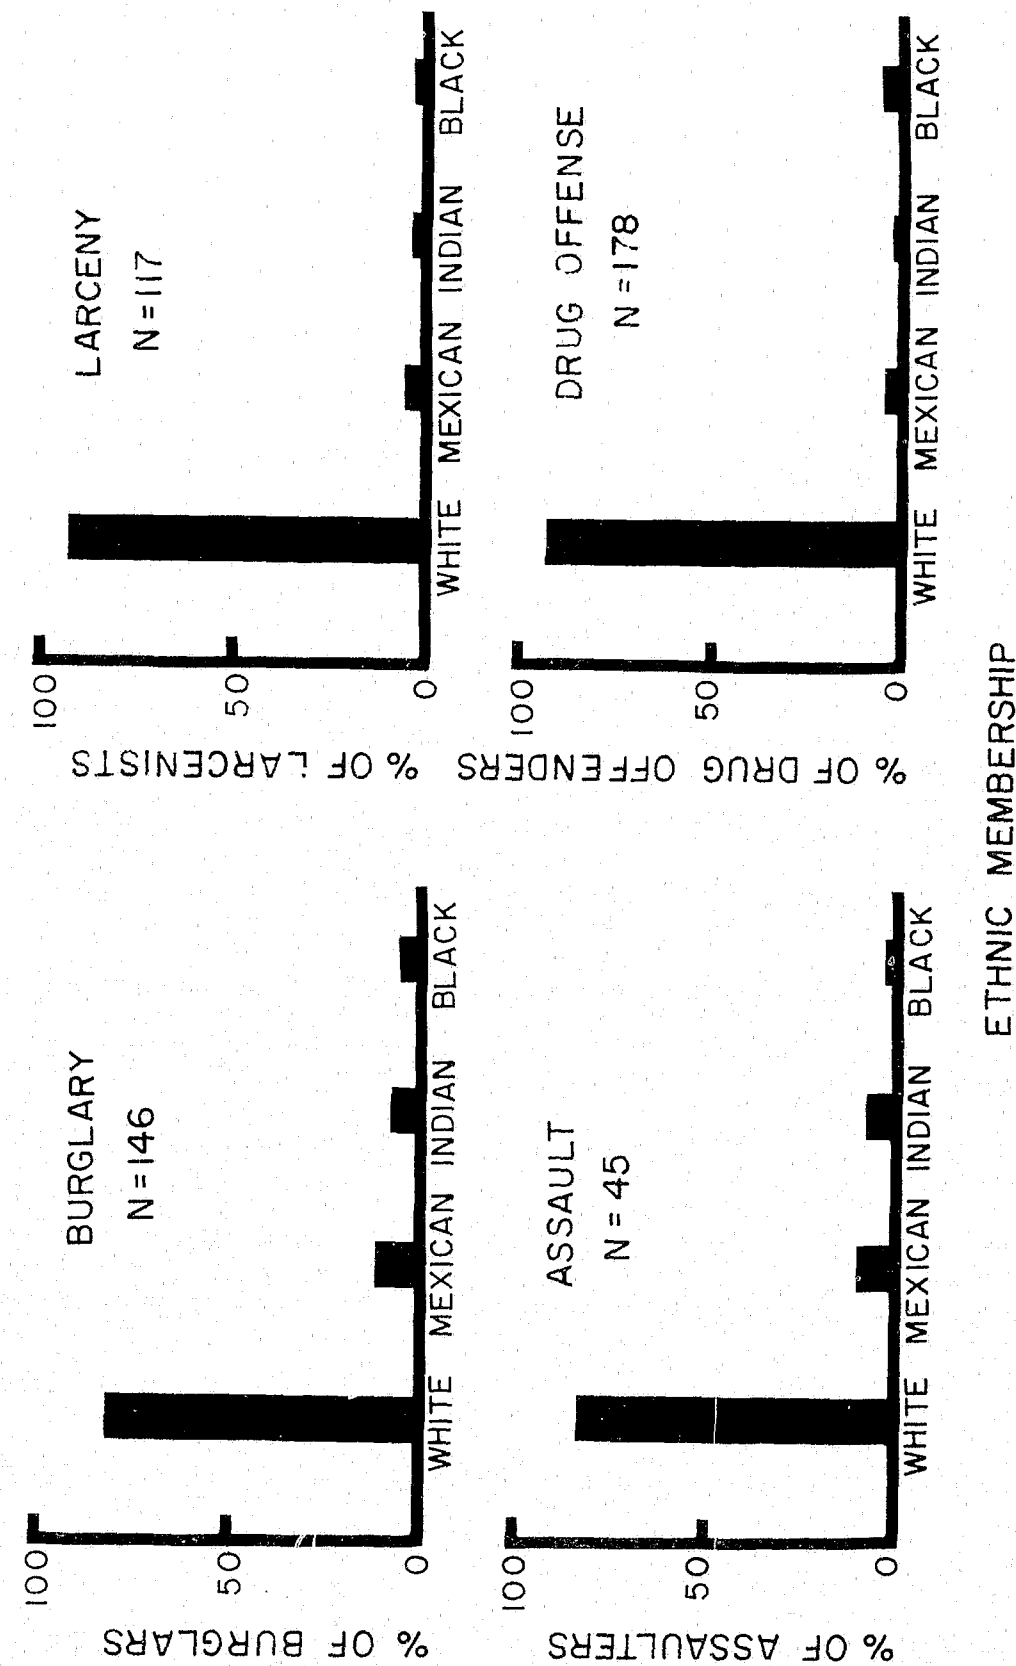 BURGLARY
N=146
% OF BURGLARS
100
50
0
WHITE MEXICAN INDIAN BLACK
LARCENY
N=117
% OF LARCENISTS
100
50
0
WHITE MEXICAN INDIAN BLACK
ASSAULT
N=45
% OF ASSAULTERS
100
50
0
WHITE MEXICAN INDIAN BLACK
DRUG OFFENSE
N=178
% OF DRUG OFFENDERS
100
50
0
WHITE MEXICAN INDIAN BLACK
ETHNIC MEMBERSHIP